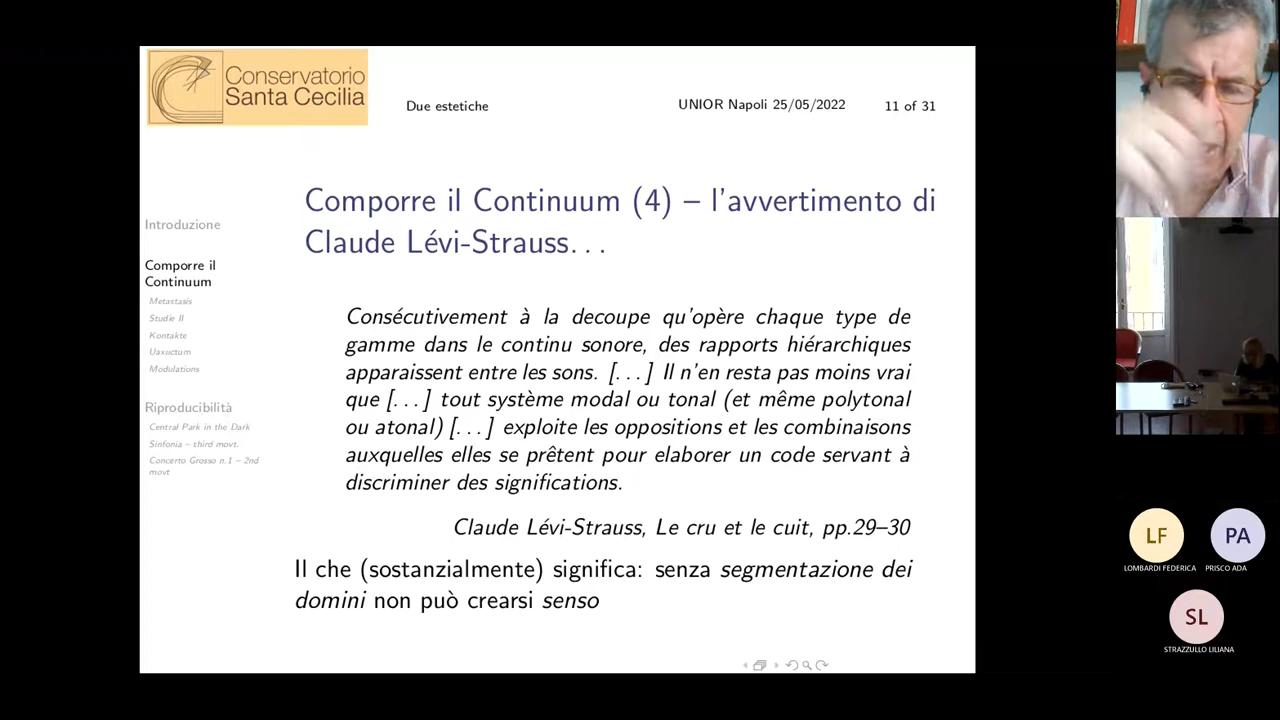 Conservatorio
Santa Cecilia
Due estetiche
UNIOR Napoli 25/05/2022
11 of 31
Introduzione
Comporre il
Continuum
Metastasis
Studie II
Kontakte
Uaxuctum
Modulations
Riproducibilità
Central Park in the Dark
Sinfonia – third movt.
Concerto Grosso n.1 – 2nd
movt
Comporre il Continuum (4) – l'avvertimento di
Claude Lévi-Strauss...
Consécutivement à la decoupe qu'opère chaque type de
gamme dans le continu sonore, des rapports hiérarchiques
apparaissent entre les sons. [...] Il n'en resta pas moins vrai
que [...] tout système modal ou tonal (et même polytonal
ou atonal) [...] exploite les oppositions et les combinaisons
auxquelles elles se prêtent pour elaborer un code servant à
discriminer des significations.
Claude Lévi-Strauss, Le cru et le cuit, pp.29–30
Il che (sostanzialmente) significa: senza segmentazione dei
domini non può crearsi senso
LF
LOMBARDI FEDERICA
PA
PRISCO ADA
SL
STRAZZULLO LILIANA